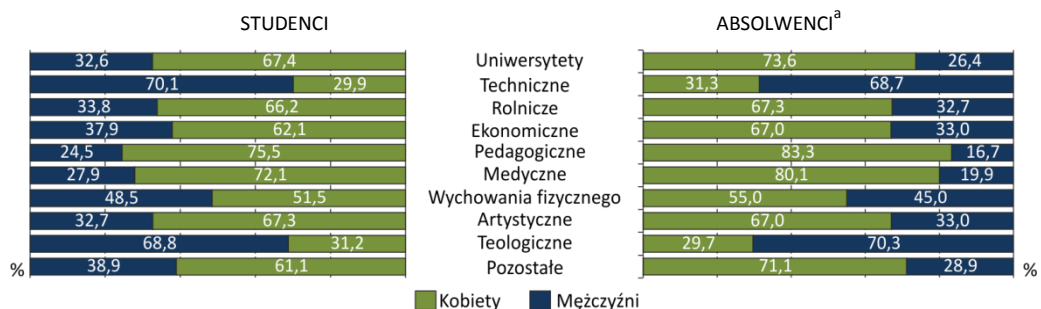 STUDENCI ABSOLWENCIª
32,6 67,4 Uniwersytety 73,6 26,4
70,1 29,9 Techniczne 31,3 68,7
33,8 66,2 Rolnicze 67,3 32,7
37,9 62,1 Ekonomiczne 67,0 33,0
24,5 75,5 Pedagogiczne 83,3 16,7
27,9 72,1 Medyczne 80,1 19,9
48,5 51,5 Wychowania fizycznego 55,0 45,0
32,7 67,3 Artystyczne 67,0 33,0
68,8 31,2 Teologiczne 29,7 70,3
% 38,9 61,1 Pozostałe 71,1 28,9 %
Kobiety Mężczyźni